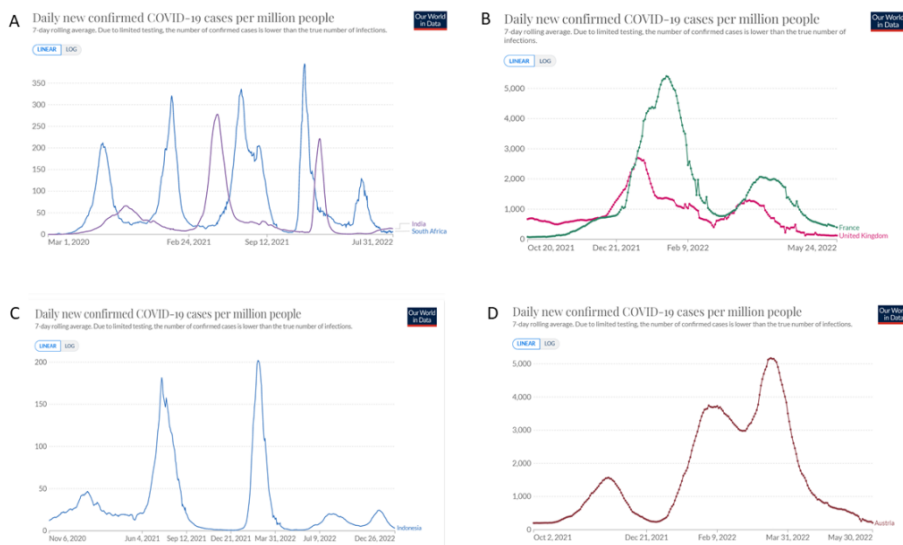 A
Daily new confirmed COVID-19 cases per million people
7-day rolling average. Due to limited testing, the number of confirmed cases is lower than the true number of infections.
Our World
in Data
LINEAR LOG
350
300
250
200
150
100
50
0
Mar 1, 2020 Feb 24, 2021 Sep 12, 2021 Jul 31, 2022
India
South Africa
B
Daily new confirmed COVID-19 cases per million people
7-day rolling average. Due to limited testing, the number of confirmed cases is lower than the true number of
infections.
Our World
in Data
LINEAR LOG
5,000
4,000
3,000
2,000
1,000
0
Oct 20, 2021 Dec 21, 2021 Feb 9, 2022 May 24, 2022
France
United Kingdom
C
Daily new confirmed COVID-19 cases per million people
7-day rolling average. Due to limited testing, the number of confirmed cases is lower than the true number of infections.
Our World
in Data
LINEAR LOG
200
150
100
50
0
Nov 6, 2020 Jun 4, 2021 Sep 12, 2021 Dec 21, 2021 Mar 31, 2022 Jul 9, 2022 Dec 26, 2022
Indonesia
D
Daily new confirmed COVID-19 cases per million people
7-day rolling average. Due to limited testing, the number of confirmed cases is lower than the true number of infections.
Our World
in Data
LINEAR LOG
5,000
4,000
3,000
2,000
1,000
0
Oct 2, 2021 Dec 21, 2021 Feb 9, 2022 Mar 31, 2022 May 30, 2022
Austria